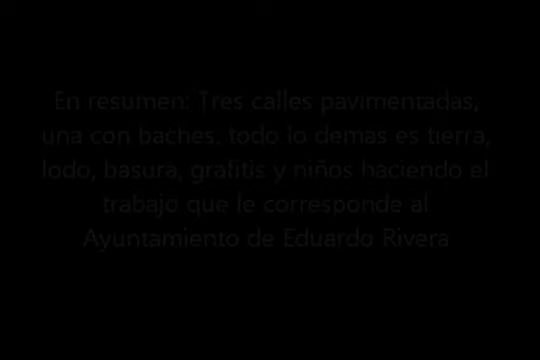 En resumen: Tres calles pavimentadas,
una con baches, todo lo demas es tierra,
lodo, basura, grafitis y niños haciendo el
trabajo que le corresponde al
Ayuntamiento de Eduardo Rivera